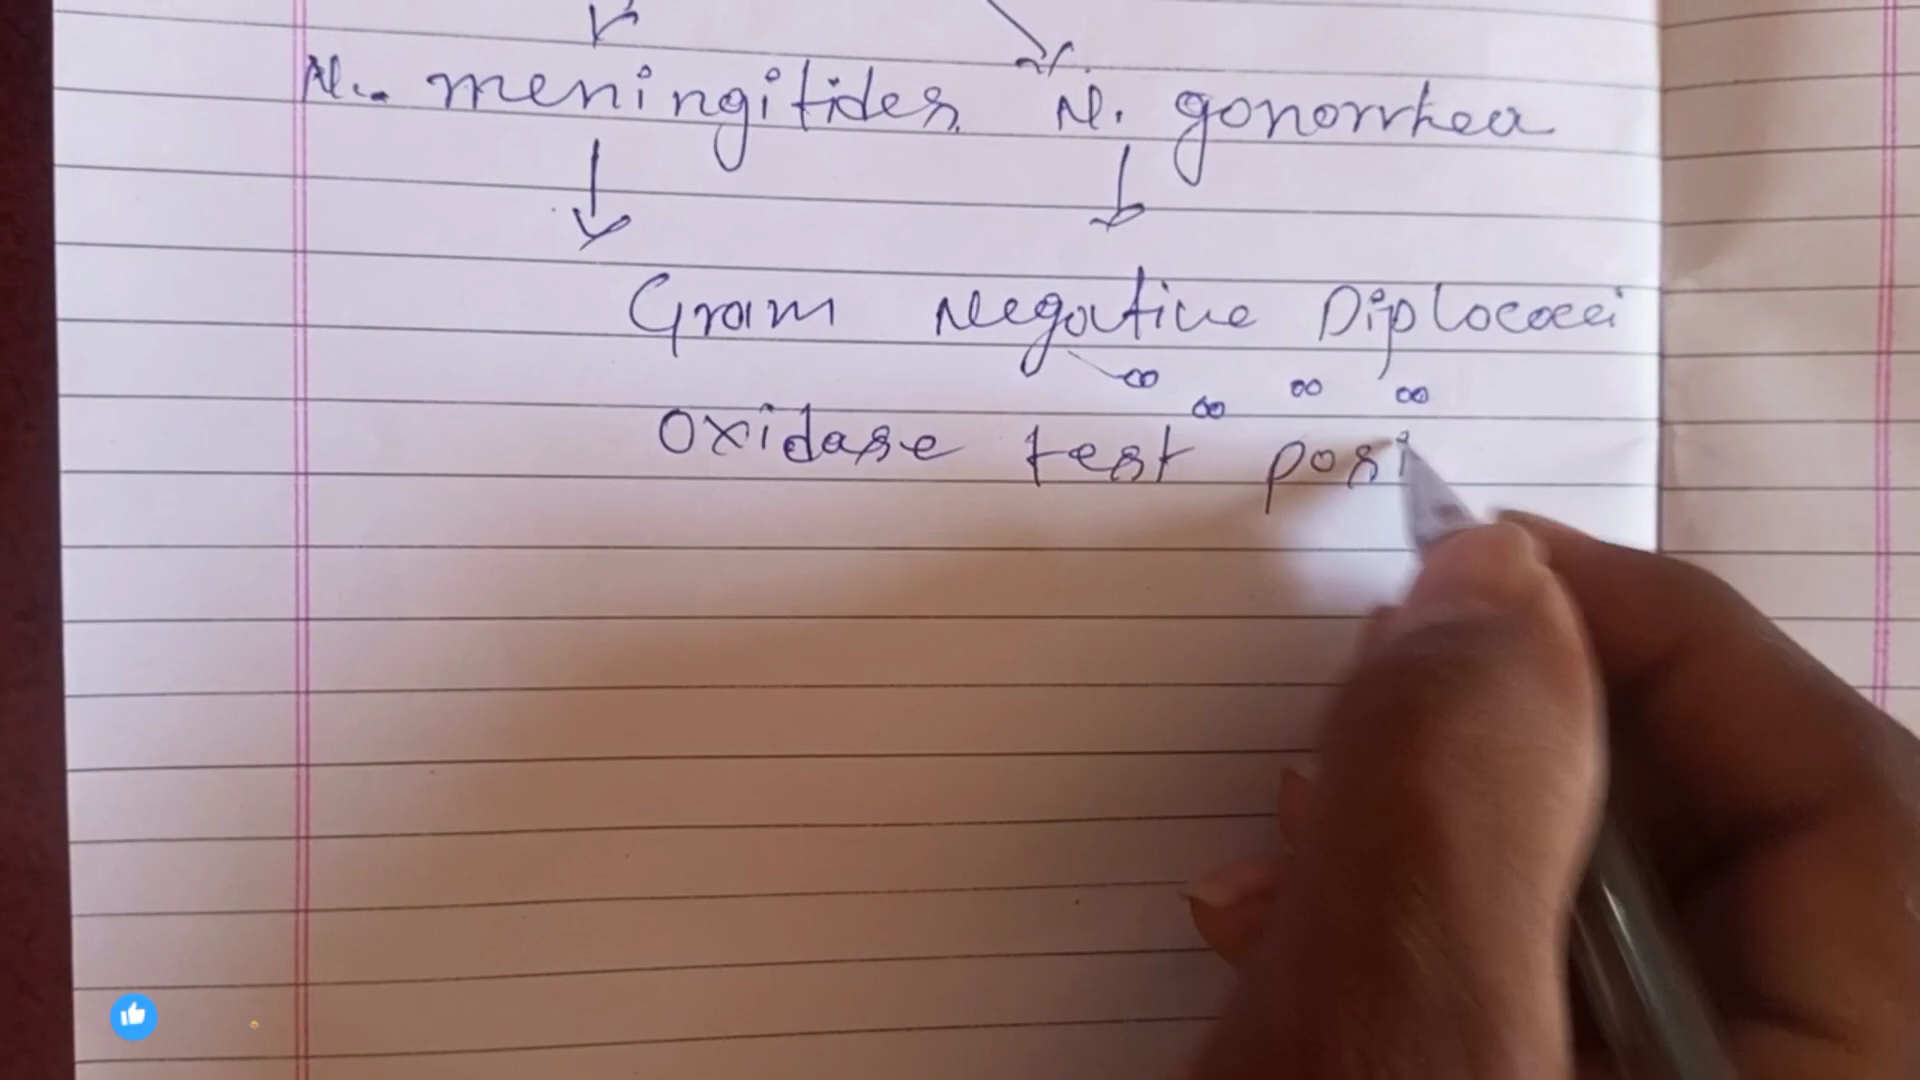 N. meningitides N. gonorrhea
Gram Negative Diplococci
Oxidase test posi